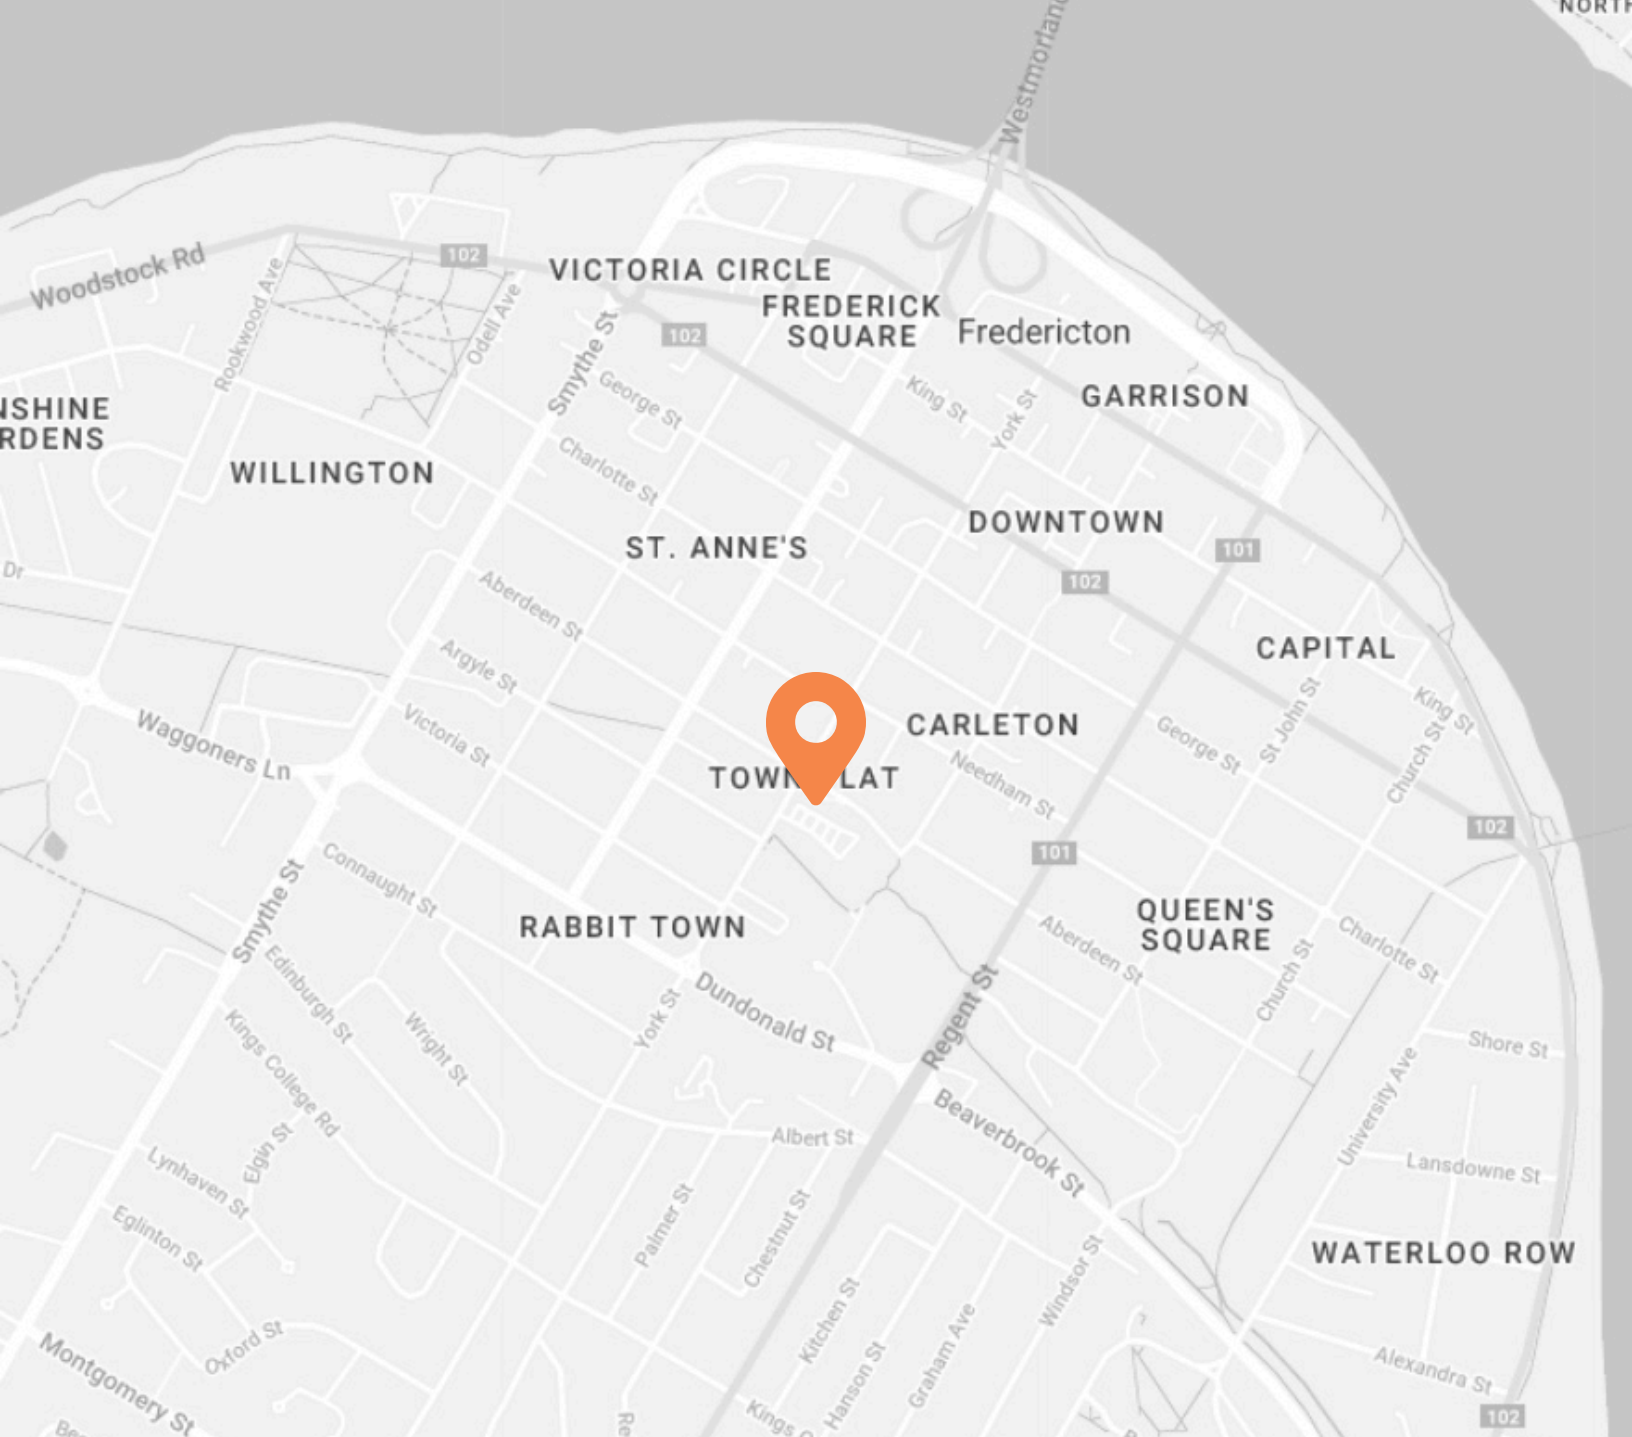 Westmorland
Woodstock Rd
102
Rookwood Ave
Odell Ave
VICTORIA CIRCLE
FREDERICK
SQUARE
Fredericton
102
Smythe St
George St
King St
York St
GARRISON
WILLINGTON
Charlotte St
DOWNTOWN
ST. ANNE'S
101
102
Dr
Aberdeen St
Argyle St
CAPITAL
King St
St John St
Church St
George St
Victoria St
Waggoners Ln
CARLETON
Needham St
102
101
Connaught St
Smythe St
RABBIT TOWN
QUEEN'S
SQUARE
Charlotte St
Aberdeen St
Church St
Edinburgh St
Dundonald St
York St
Regent St
Wright St
Kings College Rd
Shore St
University Ave
Beaverbrook St
Albert St
Elgin St
Lynhaven St
Lansdowne St
Eglinton St
Palmer St
Chestnut St
Windsor St
WATERLOO ROW
Kitchen St
Hanson St
Graham Ave
Oxford St
Montgomery St
Alexandra St
102